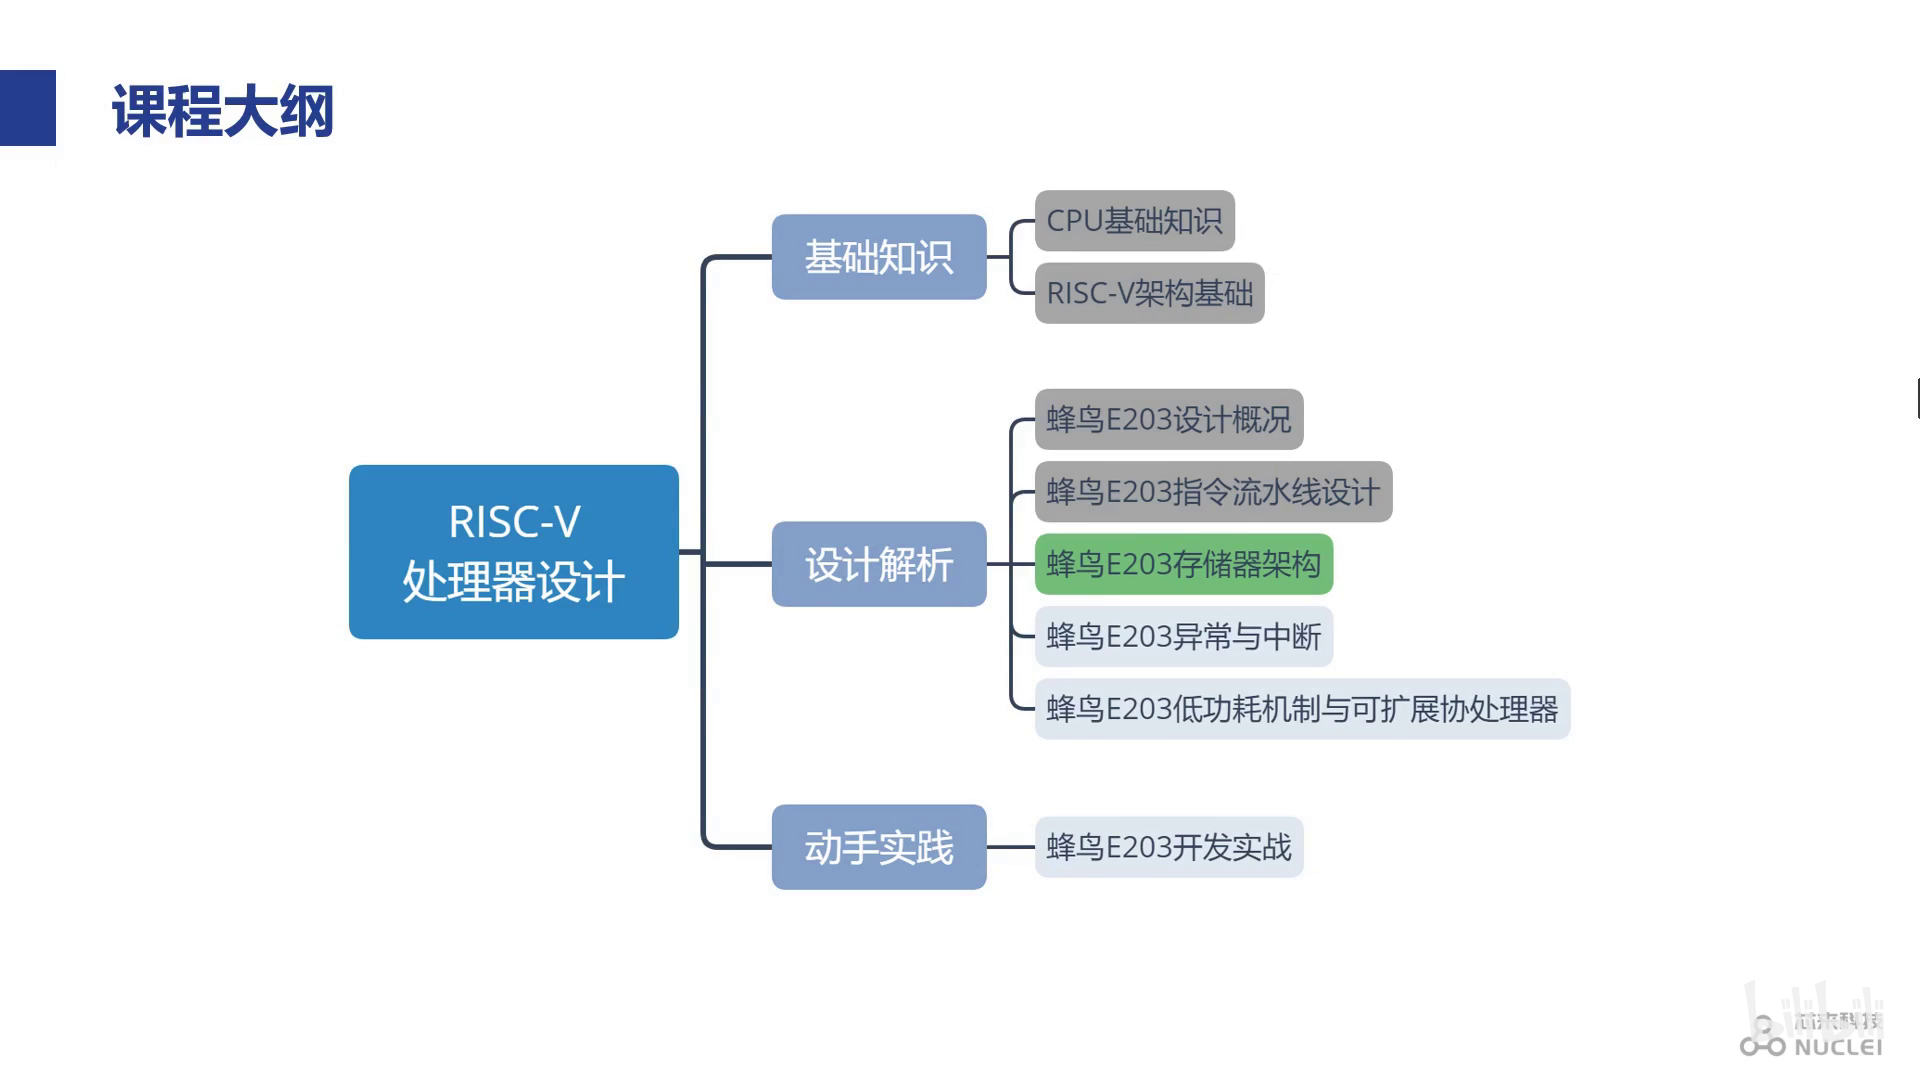 课程大纲
RISC-V
处理器设计
基础知识
CPU基础知识
RISC-V架构基础
设计解析
蜂鸟E203设计概况
蜂鸟E203指令流水线设计
蜂鸟E203存储器架构
蜂鸟E203异常与中断
蜂鸟E203低功耗机制与可扩展协处理器
动手实践
蜂鸟E203开发实战
bilibili
芯来科技
NUCLEI